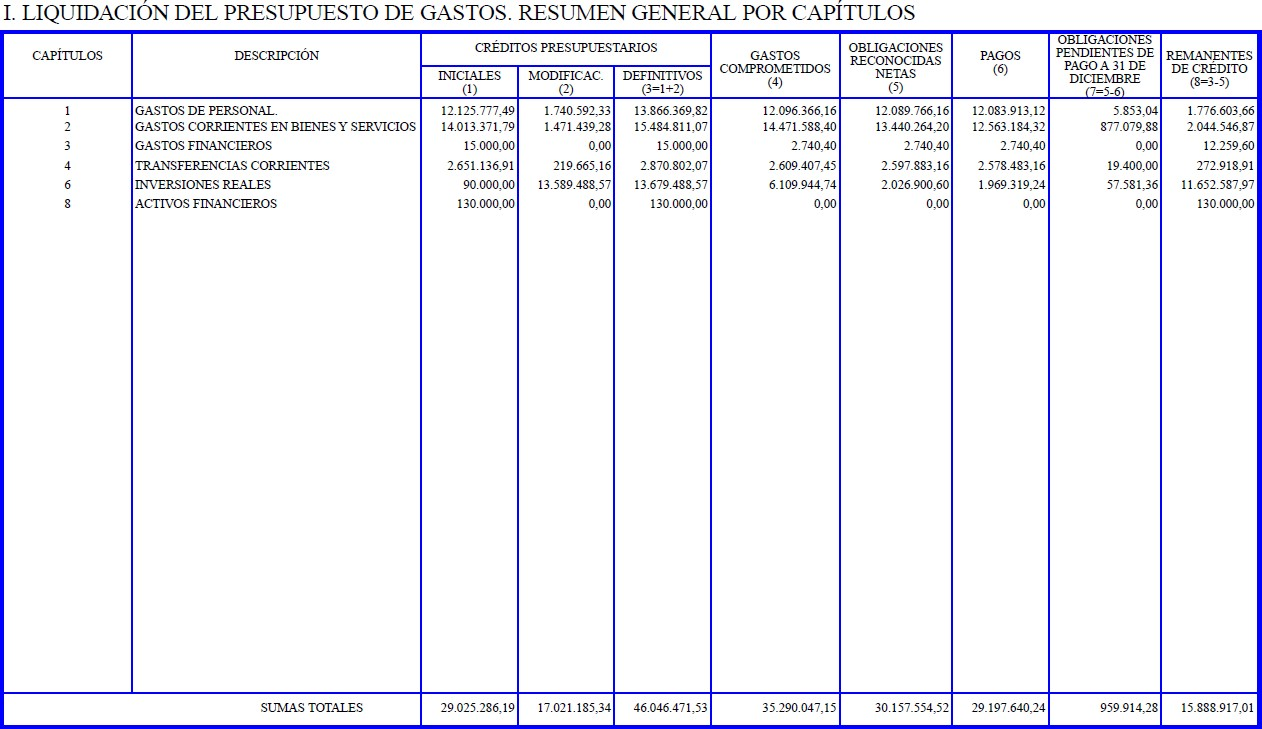 I. LIQUIDACIÓN DEL PRESUPUESTO DE GASTOS. RESUMEN GENERAL POR CAPÍTULOS
CAPÍTULOS DESCRIPCIÓN CRÉDITOS PRESUPUESTARIOS GASTOS COMPROMETIDOS (4) OBLIGACIONES RECONOCIDAS NETAS (5) PAGOS (6) OBLIGACIONES PENDIENTES DE PAGO A 31 DE DICIEMBRE (7=5-6) REMANENTES DE CRÉDITO (8=3-5)
INICIALES (1) MODIFICAC. (2) DEFINITIVOS (3=1+2)
1 GASTOS DE PERSONAL. 12.125.777,49 1.740.592,33 13.866.369,82 12.096.366,16 12.089.766,16 12.083.913,12 5.853,04 1.776.603,66
2 GASTOS CORRIENTES EN BIENES Y SERVICIOS 14.013.371,79 1.471.439,28 15.484.811,07 14.471.588,40 13.440.264,20 12.563.184,32 877.079,88 2.044.546,87
3 GASTOS FINANCIEROS 15.000,00 0,00 15.000,00 2.740,40 2.740,40 2.740,40 0,00 12.259,60
4 TRANSFERENCIAS CORRIENTES 2.651.136,91 219.665,16 2.870.802,07 2.609.407,45 2.597.883,16 2.578.483,16 19.400,00 272.918,91
6 INVERSIONES REALES 90.000,00 13.589.488,57 13.679.488,57 6.109.944,74 2.026.900,60 1.969.319,24 57.581,36 11.652.587,97
8 ACTIVOS FINANCIEROS 130.000,00 0,00 130.000,00 0,00 0,00 0,00 0,00 130.000,00
SUMAS TOTALES 29.025.286,19 17.021.185,34 46.046.471,53 35.290.047,15 30.157.554,52 29.197.640,24 959.914,28 15.888.917,01